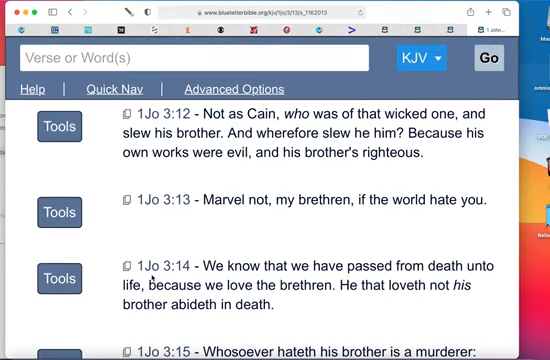 www.blueletterbible.org/kjv/1jo/3/13/s_1162013
1 John...
Verse or Word(s)
KJV
Go
Help | Quick Nav | Advanced Options
Tools
1Jo 3:12 - Not as Cain, who was of that wicked one, and
slew his brother. And wherefore slew he him? Because his
own works were evil, and his brother's righteous.
Tools
1Jo 3:13 - Marvel not, my brethren, if the world hate you.
Tools
1Jo 3:14 - We know that we have passed from death unto
life, because we love the brethren. He that loveth not his
brother abideth in death.
Tools
1Jo 3:15 - Whosoever hateth his brother is a murderer: